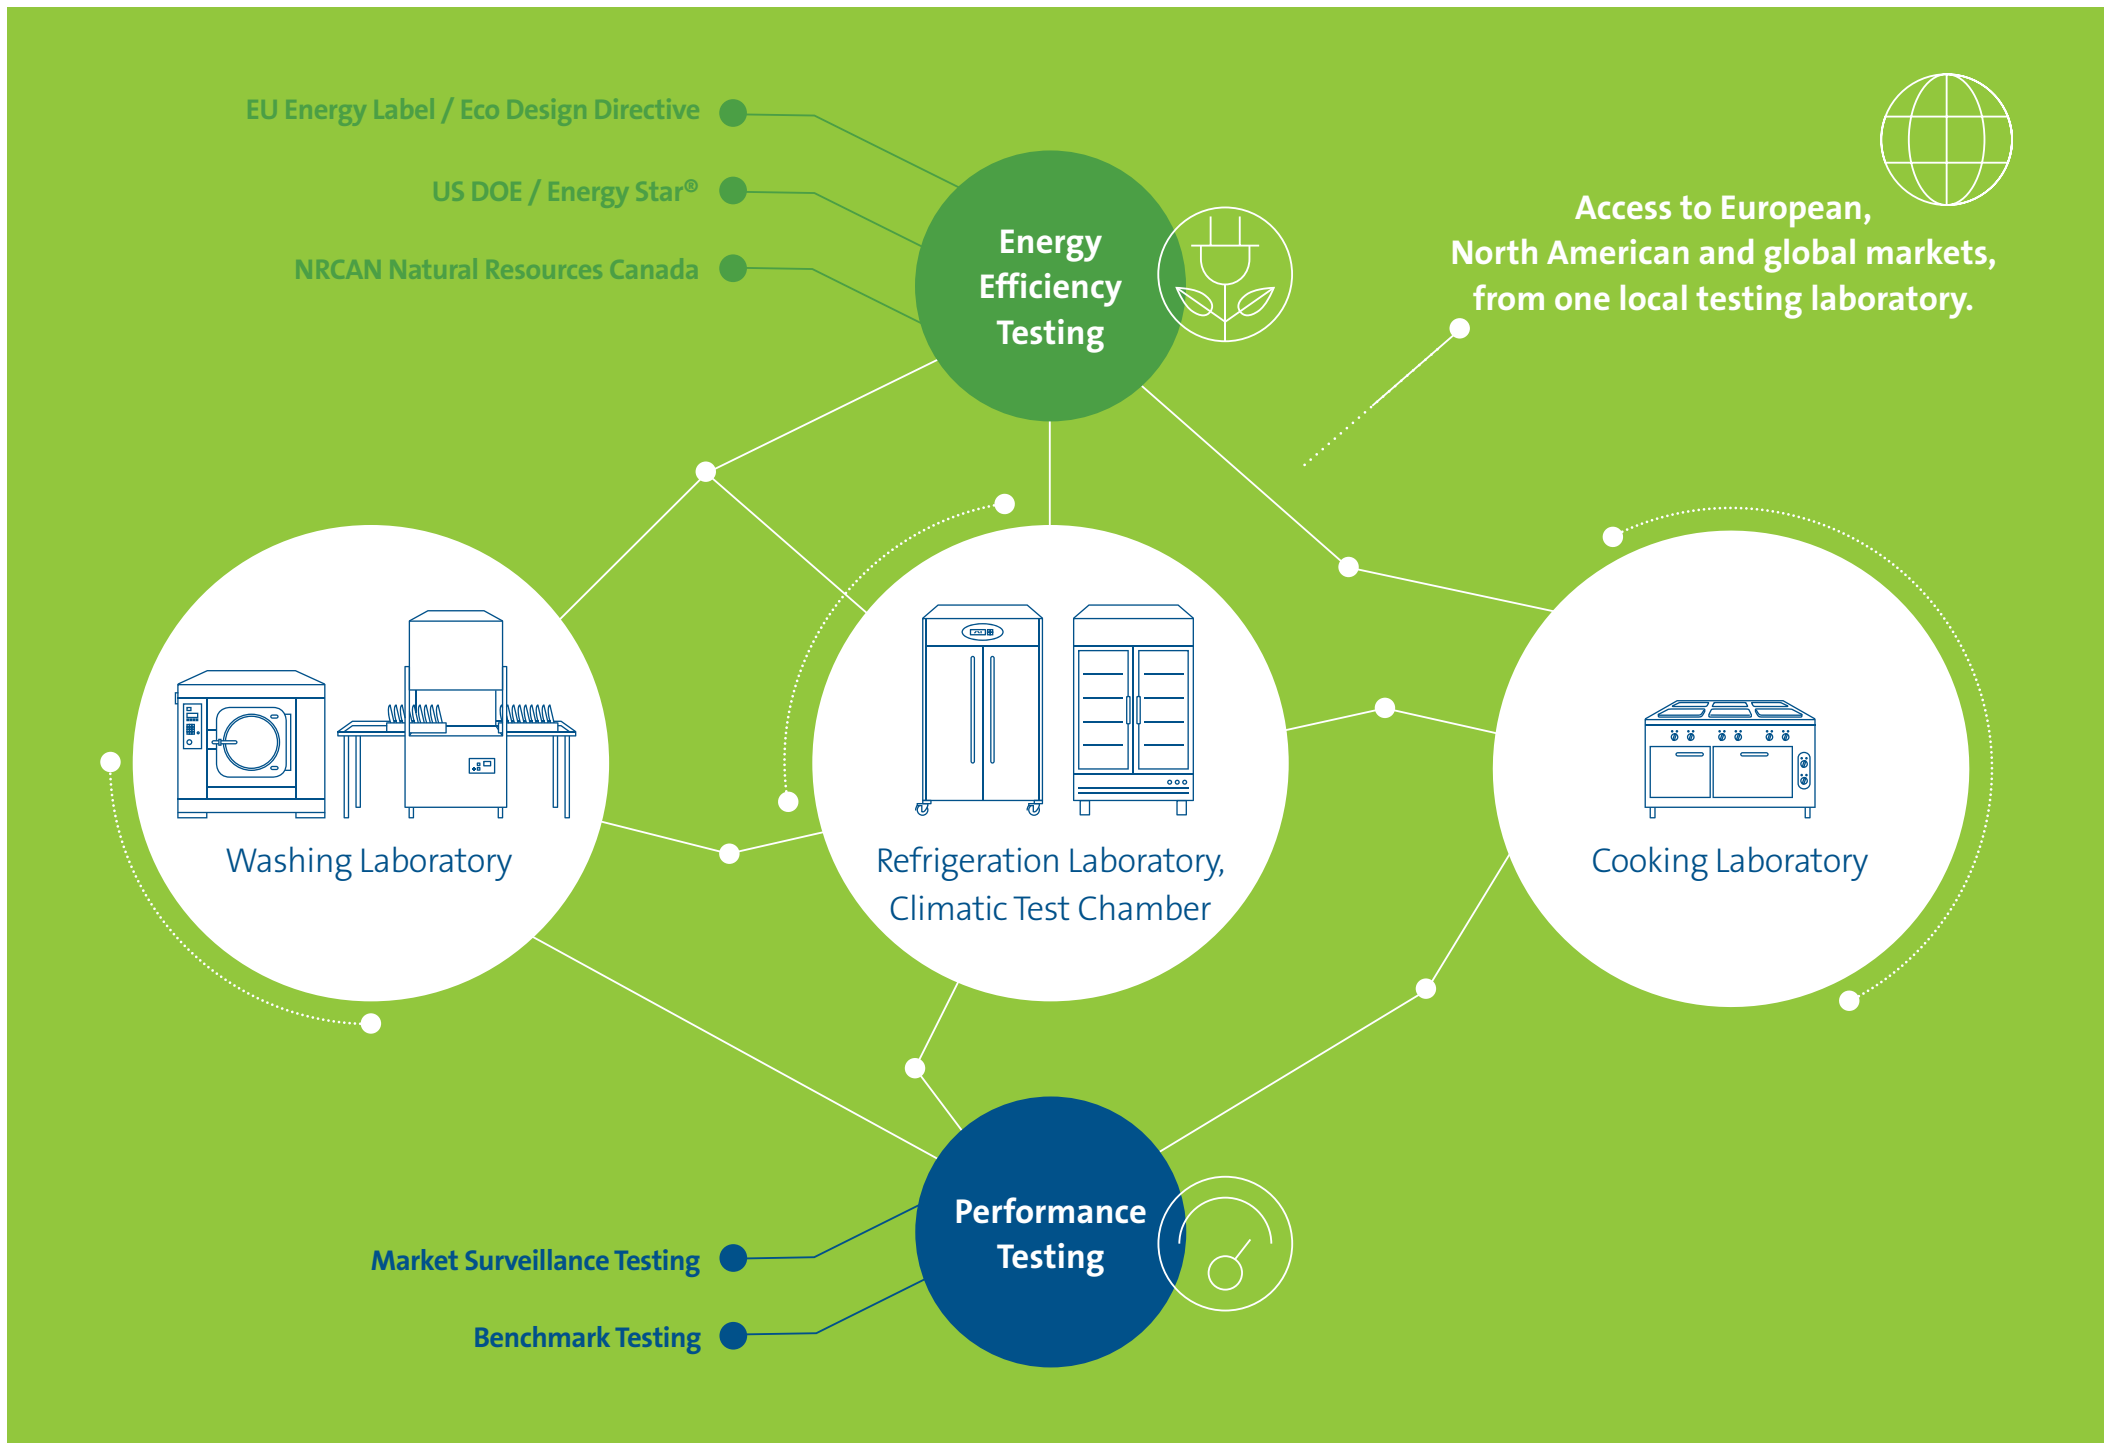 EU Energy Label / Eco Design Directive
US DOE / Energy Star®
NRCAN Natural Resources Canada
Energy
Efficiency
Testing
Access to European,
North American and global markets,
from one local testing laboratory.
Washing Laboratory
Refrigeration Laboratory,
Climatic Test Chamber
Cooking Laboratory
Performance
Testing
Market Surveillance Testing
Benchmark Testing